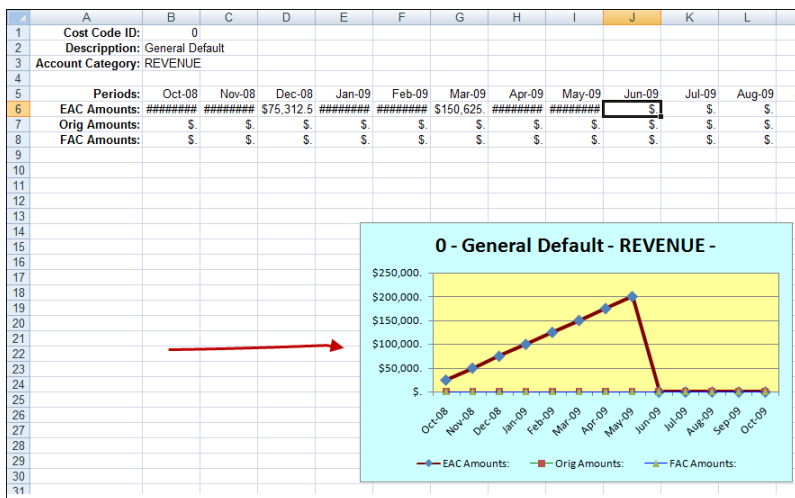 A B C D E F G H I J K L
1 Cost Code ID: 0
2 Descripption: General Default
3 Account Category: REVENUE
4
5 Periods: Oct-08 Nov-08 Dec-08 Jan-09 Feb-09 Mar-09 Apr-09 May-09 Jun-09 Jul-09 Aug-09
6 EAC Amounts: ######## ######## $75,312.5 ######## ######## $150,625. ######## ######## $. $. $.
7 Orig Amounts: $. $. $. $. $. $. $. $. $. $. $.
8 FAC Amounts: $. $. $. $. $. $. $. $. $. $. $.
9
10
11
12
13
14
15
16
17
18
19
20
21
22
23
24
25
26
27
28
29
30
31
0 - General Default - REVENUE -
$250,000.
$200,000.
$150,000.
$100,000.
$50,000.
$.
Oct-08 Nov-08 Dec-08 Jan-09 Feb-09 Mar-09 Apr-09 May-09 Jun-09 Jul-09 Aug-09 Sep-09 Oct-09
EAC Amounts: Orig Amounts: FAC Amounts: